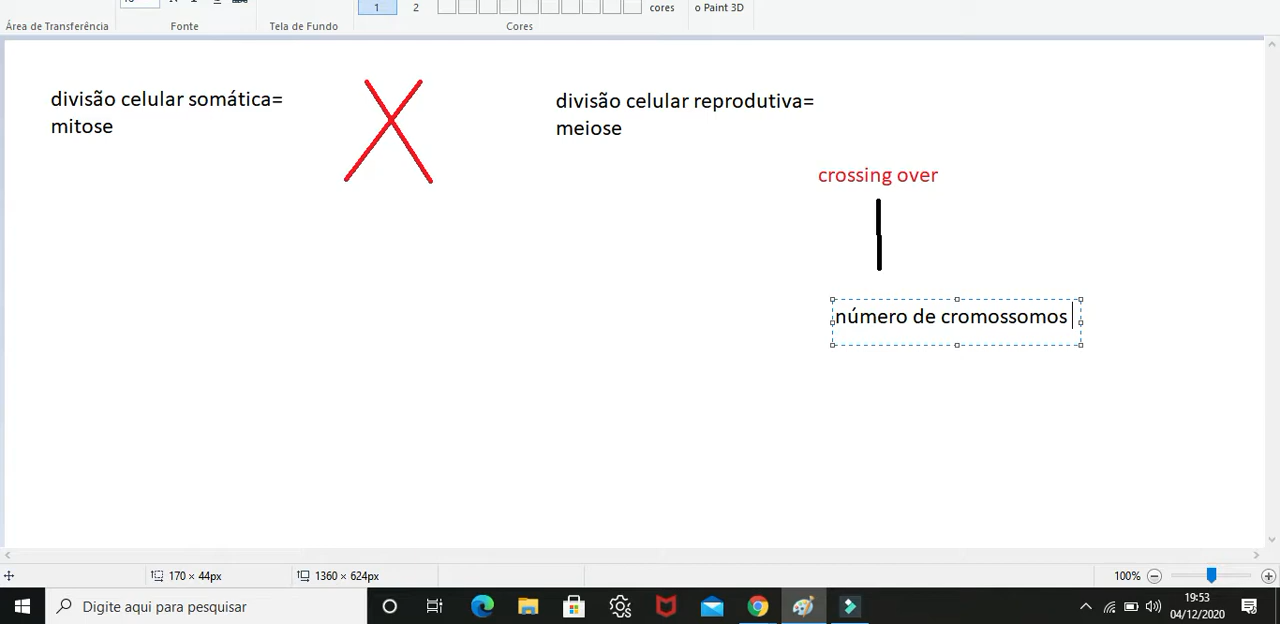 1 2 cores o Paint 3D
Área de Transferência Fonte Tela de Fundo Cores
divisão celular somática=
mitose
divisão celular reprodutiva=
meiose
crossing over
número de cromossomos
170 × 44px 1360 × 624px 100%
Digite aqui para pesquisar
19:53
04/12/2020